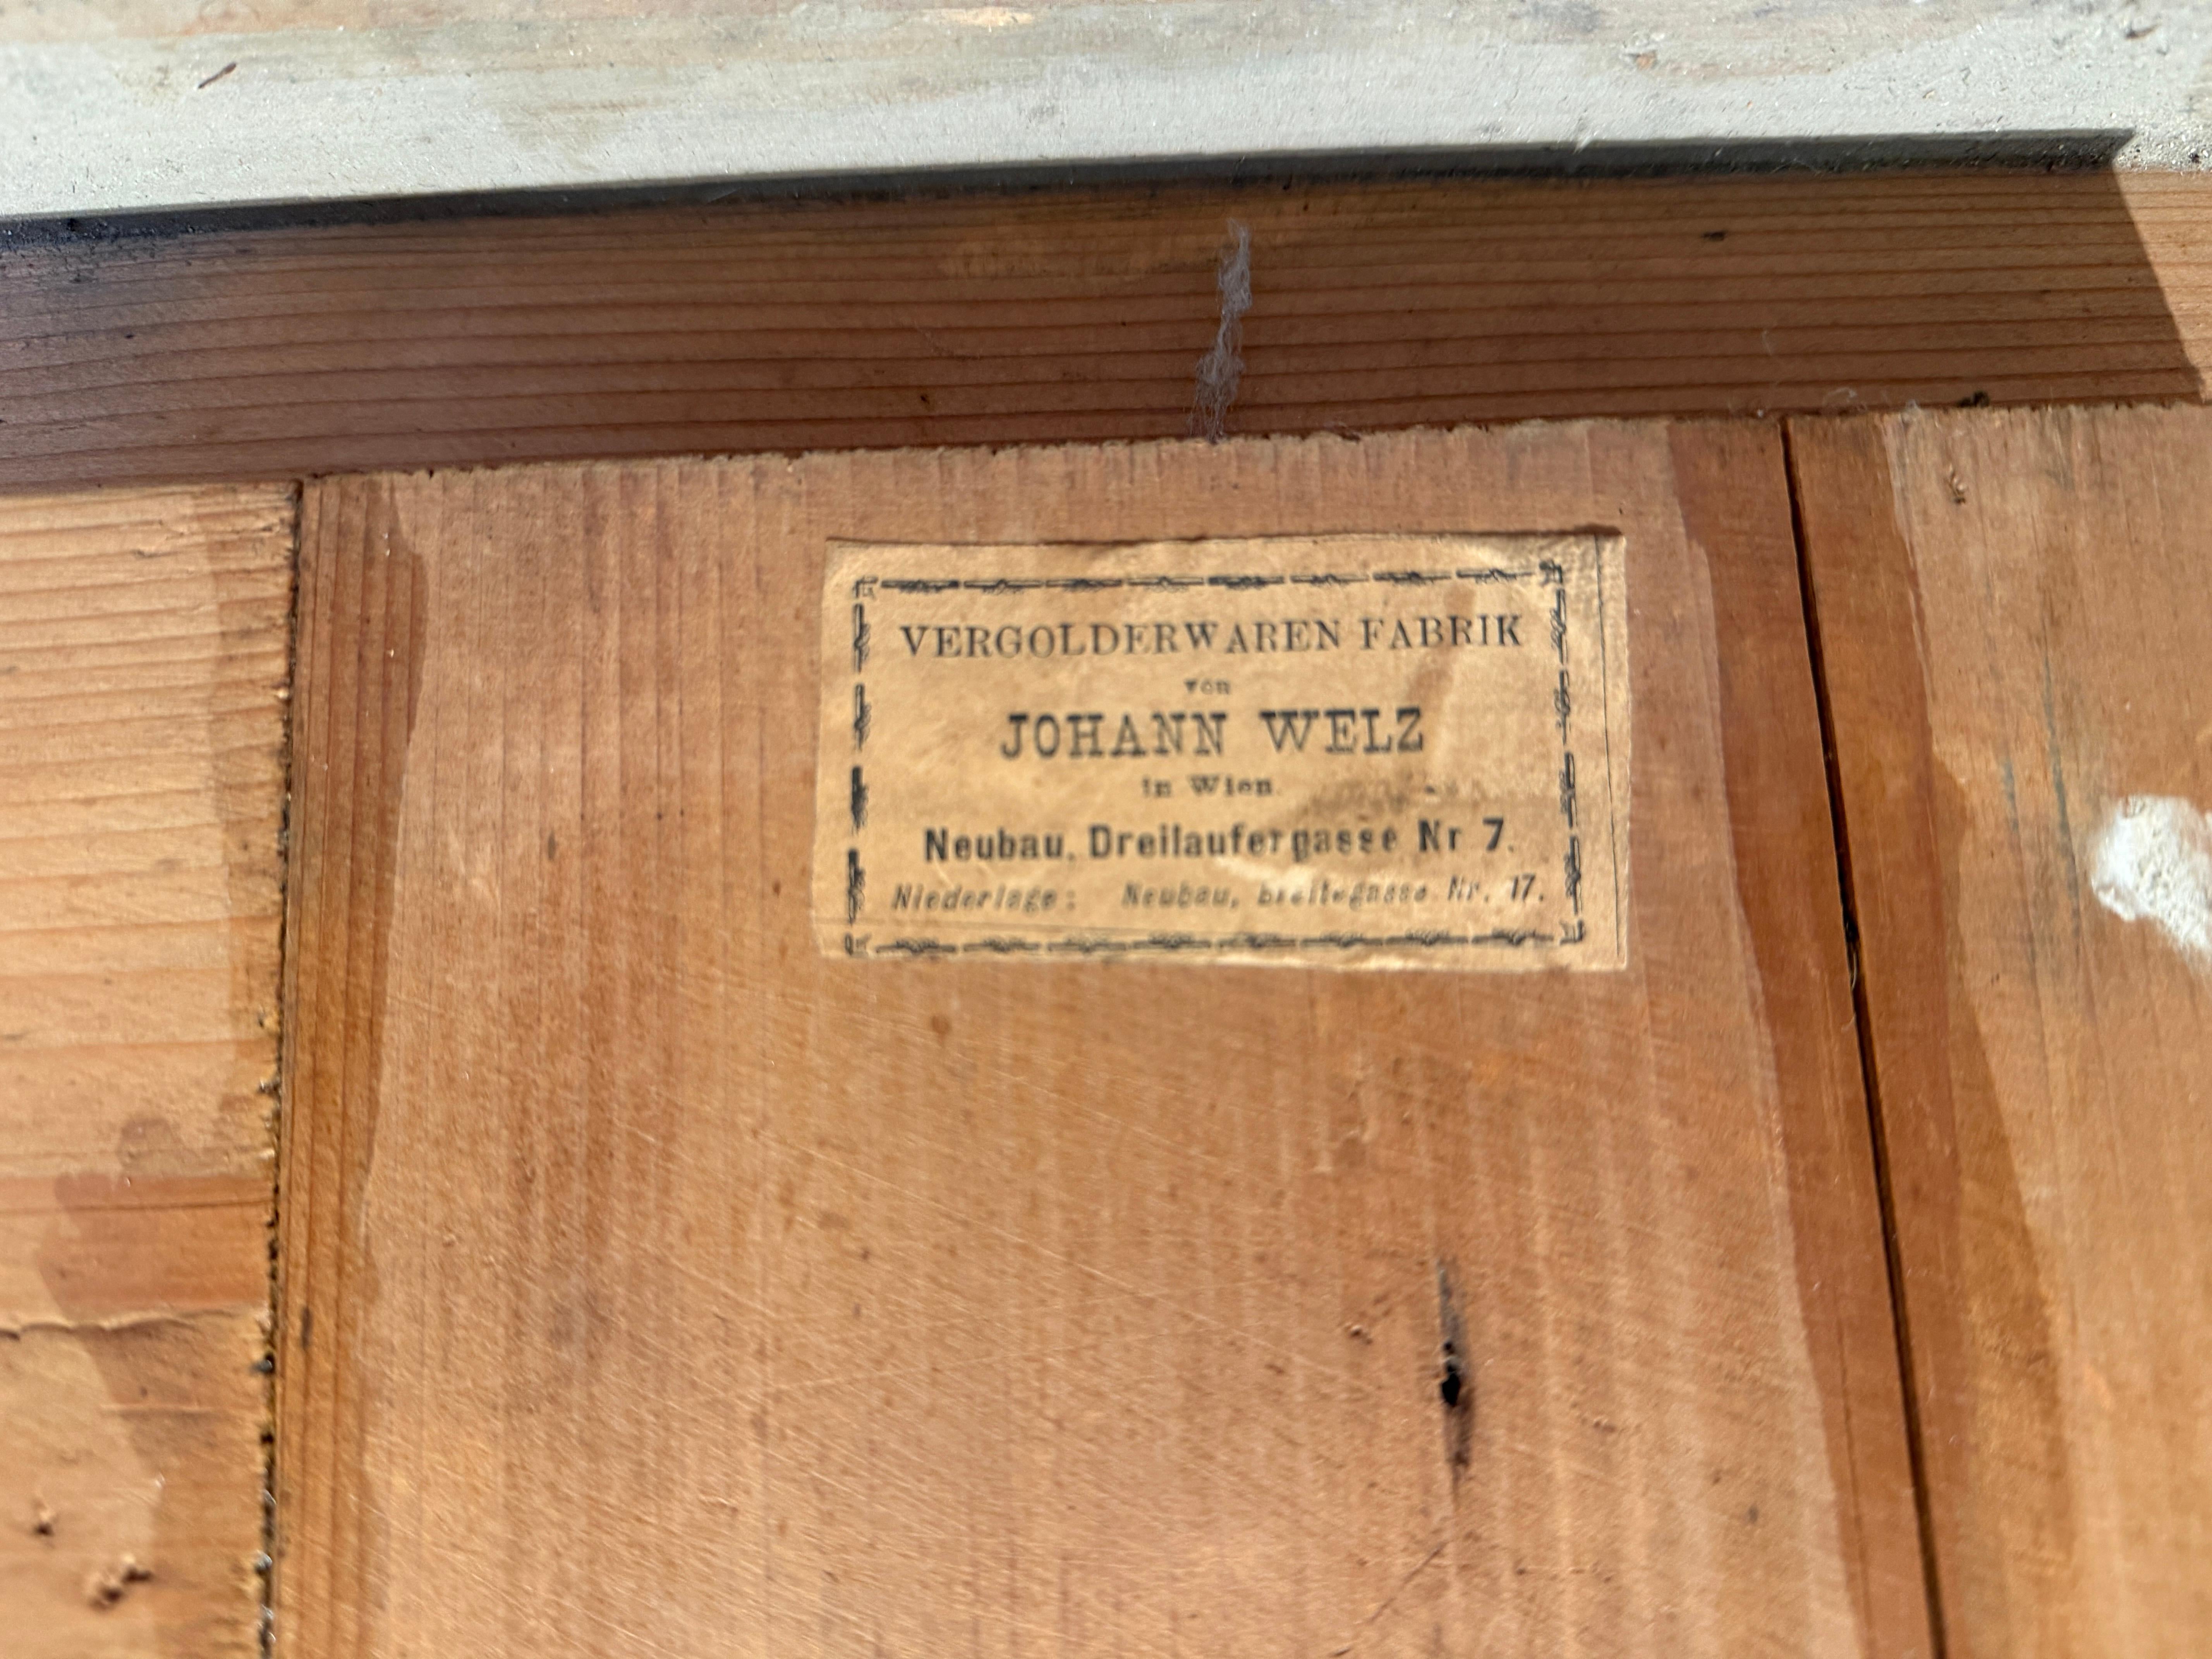 VERGOLDERWAREN FABRIK
von
JOHANN WELZ
in Wien.
Neubau, Dreilaufergasse Nr 7.
Niederlage: Neubau, Breitegasse Nr. 17.